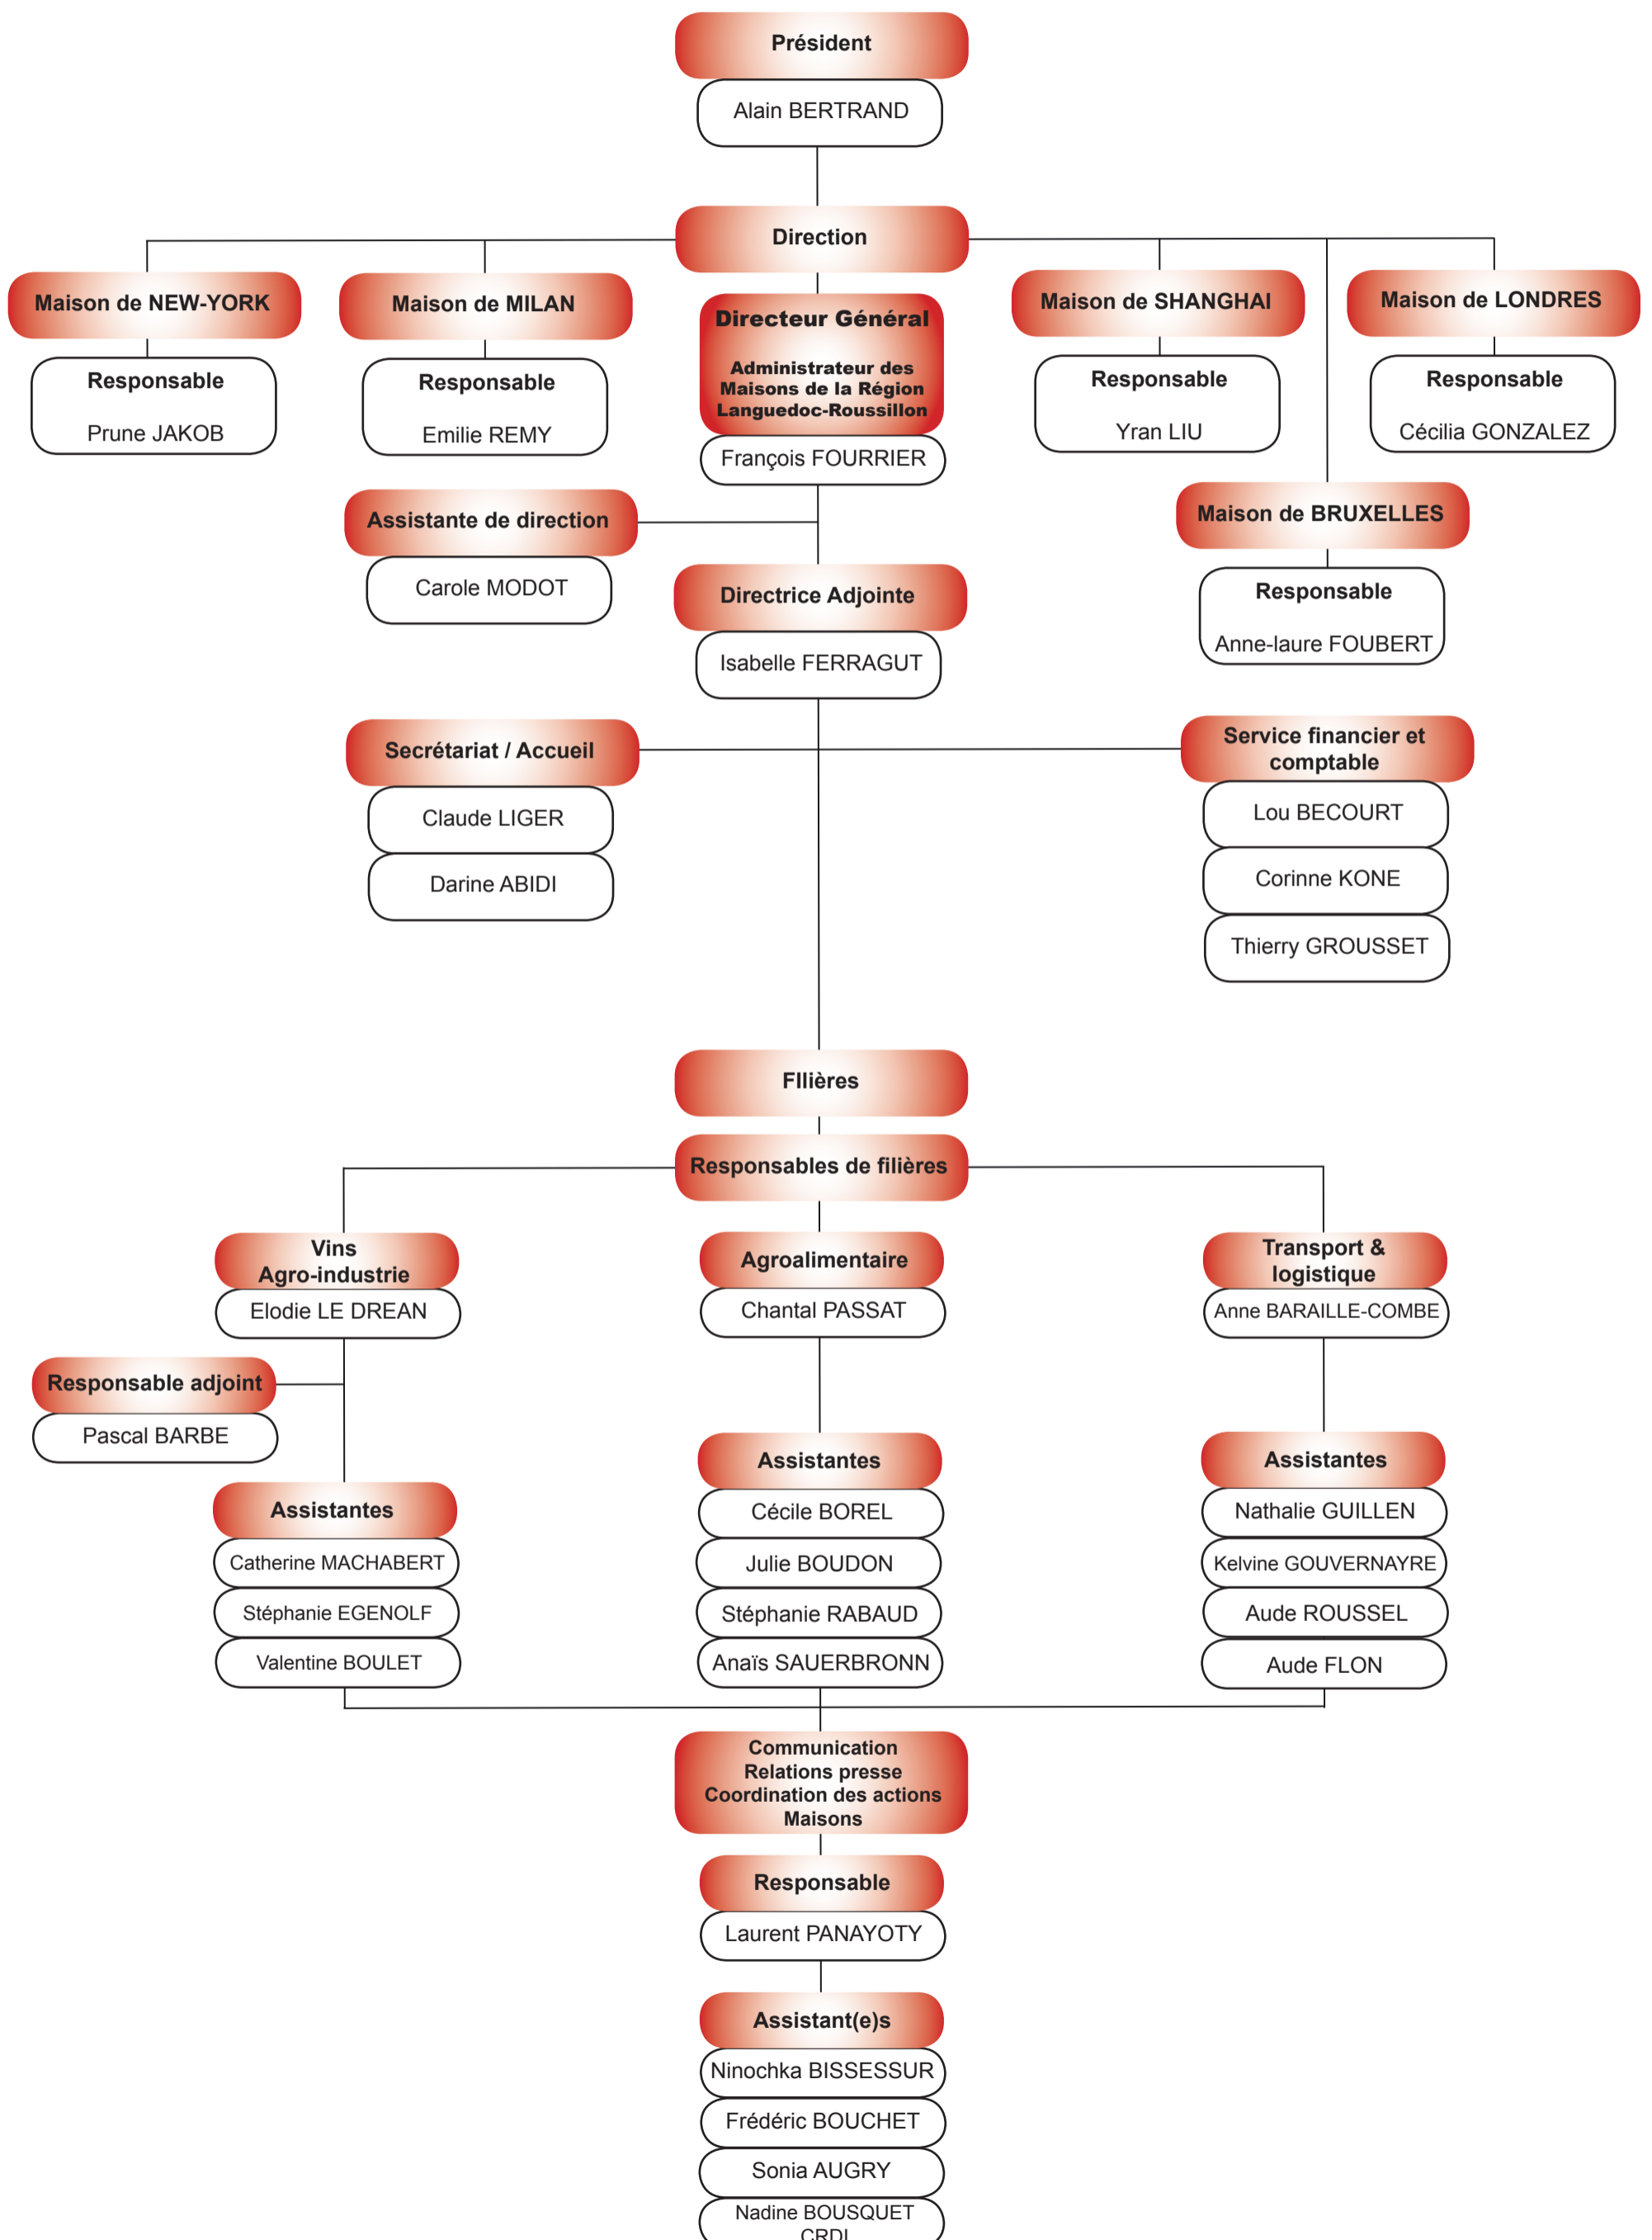 Président
Alain BERTRAND
Direction
Maison de NEW-YORK
Responsable
Prune JAKOB
Maison de MILAN
Responsable
Emilie REMY
Directeur Général
Administrateur des
Maisons de la Région
Languedoc-Roussillon
François FOURRIER
Maison de SHANGHAI
Responsable
Yran LIU
Maison de LONDRES
Responsable
Cécilia GONZALEZ
Assistante de direction
Carole MODOT
Maison de BRUXELLES
Responsable
Anne-laure FOUBERT
Directrice Adjointe
Isabelle FERRAGUT
Secrétariat / Accueil
Claude LIGER
Darine ABIDI
Service financier et
comptable
Lou BECOURT
Corinne KONE
Thierry GROUSSET
FIlières
Responsables de filières
Vins
Agro-industrie
Elodie LE DREAN
Responsable adjoint
Pascal BARBE
Assistantes
Catherine MACHABERT
Stéphanie EGENOLF
Valentine BOULET
Agroalimentaire
Chantal PASSAT
Assistantes
Cécile BOREL
Julie BOUDON
Stéphanie RABAUD
Anaïs SAUERBRONN
Transport &
logistique
Anne BARAILLE-COMBE
Assistantes
Nathalie GUILLEN
Kelvine GOUVERNAYRE
Aude ROUSSEL
Aude FLON
Communication
Relations presse
Coordination des actions
Maisons
Responsable
Laurent PANAYOTY
Assistant(e)s
Ninochka BISSESSUR
Frédéric BOUCHET
Sonia AUGRY
Nadine BOUSQUET